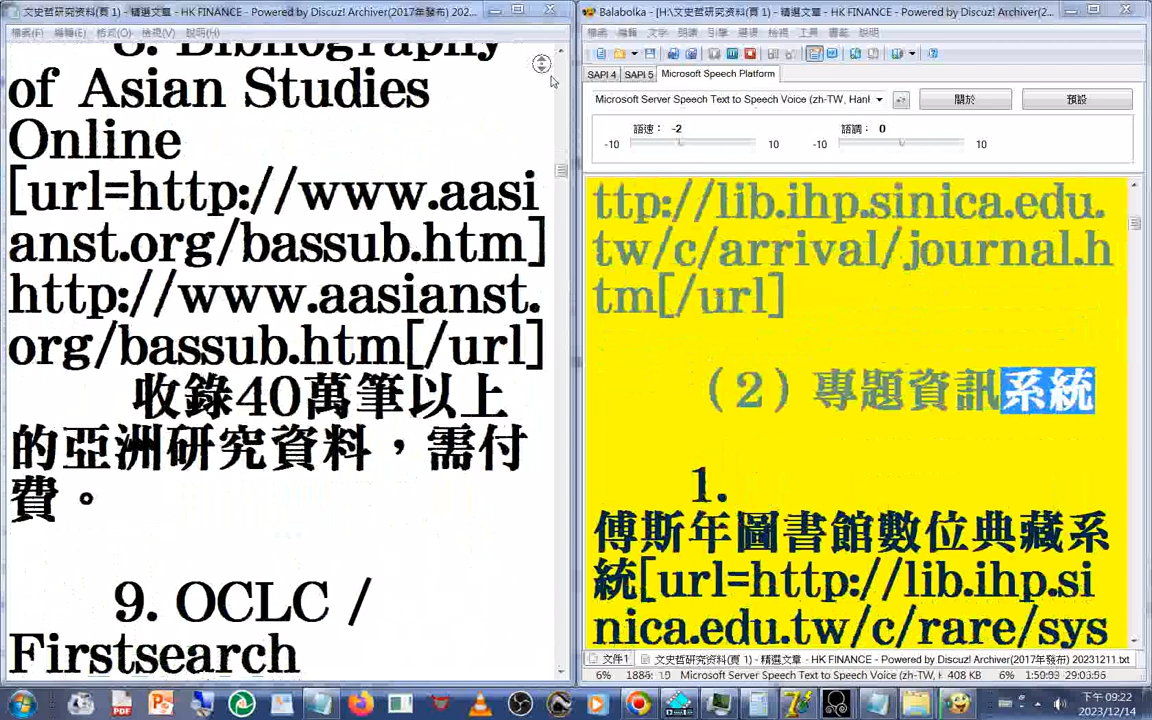 文史哲研究资料(頁 1) - 精選文章 - HK FINANCE - Powered by Discuz! Archiver(2017年發布) 202...
檔案(F) 編輯(E) 格式(O) 檢視(V) 說明(H)
8. Bibliography
of Asian Studies
Online
[url=http://www.aasi
anst.org/bassub.htm]
http://www.aasianst.
org/bassub.htm[/url]
收錄40萬筆以上
的亞洲研究資料，需付
費。
9. OCLC /
Firstsearch
Balabolka - [H:\文史哲研究资料(頁 1) - 精選文章 - HK FINANCE - Powered by Discuz! Archiver(2...
檔案 編輯 文字 朗讀 引擎 選項 檢視 工具 書籤 說明
SAPI 4 SAPI 5 Microsoft Speech Platform
Microsoft Server Speech Text to Speech Voice (zh-TW, Hanl
關於
預設
語速： -2
語調： 0
-10 10 -10 10
ttp://lib.ihp.sinica.edu.
tw/c/arrival/journal.h
tm[/url]
（2）專題資訊系統
1.
傅斯年圖書館數位典藏系
統[url=http://lib.ihp.si
nica.edu.tw/c/rare/sys
文件1 文史哲研究资料(頁 1) - 精選文章 - HK FINANCE - Powered by Discuz! Archiver(2017年發布) 20231211.txt
6% Microsoft Server Speech Text to Speech Voice (zh-TW, H... 408 KB 6%
下午 09:22
2023/12/14